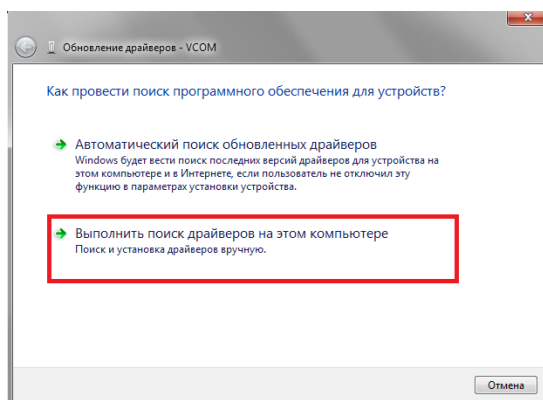 Обновление драйверов - VCOM
Как провести поиск программного обеспечения для устройств?
Автоматический поиск обновленных драйверов
Windows будет вести поиск последних версий драйверов для устройства на
этом компьютере и в Интернете, если пользователь не отключил эту
функцию в параметрах установки устройства.
Выполнить поиск драйверов на этом компьютере
Поиск и установка драйверов вручную.
Отмена